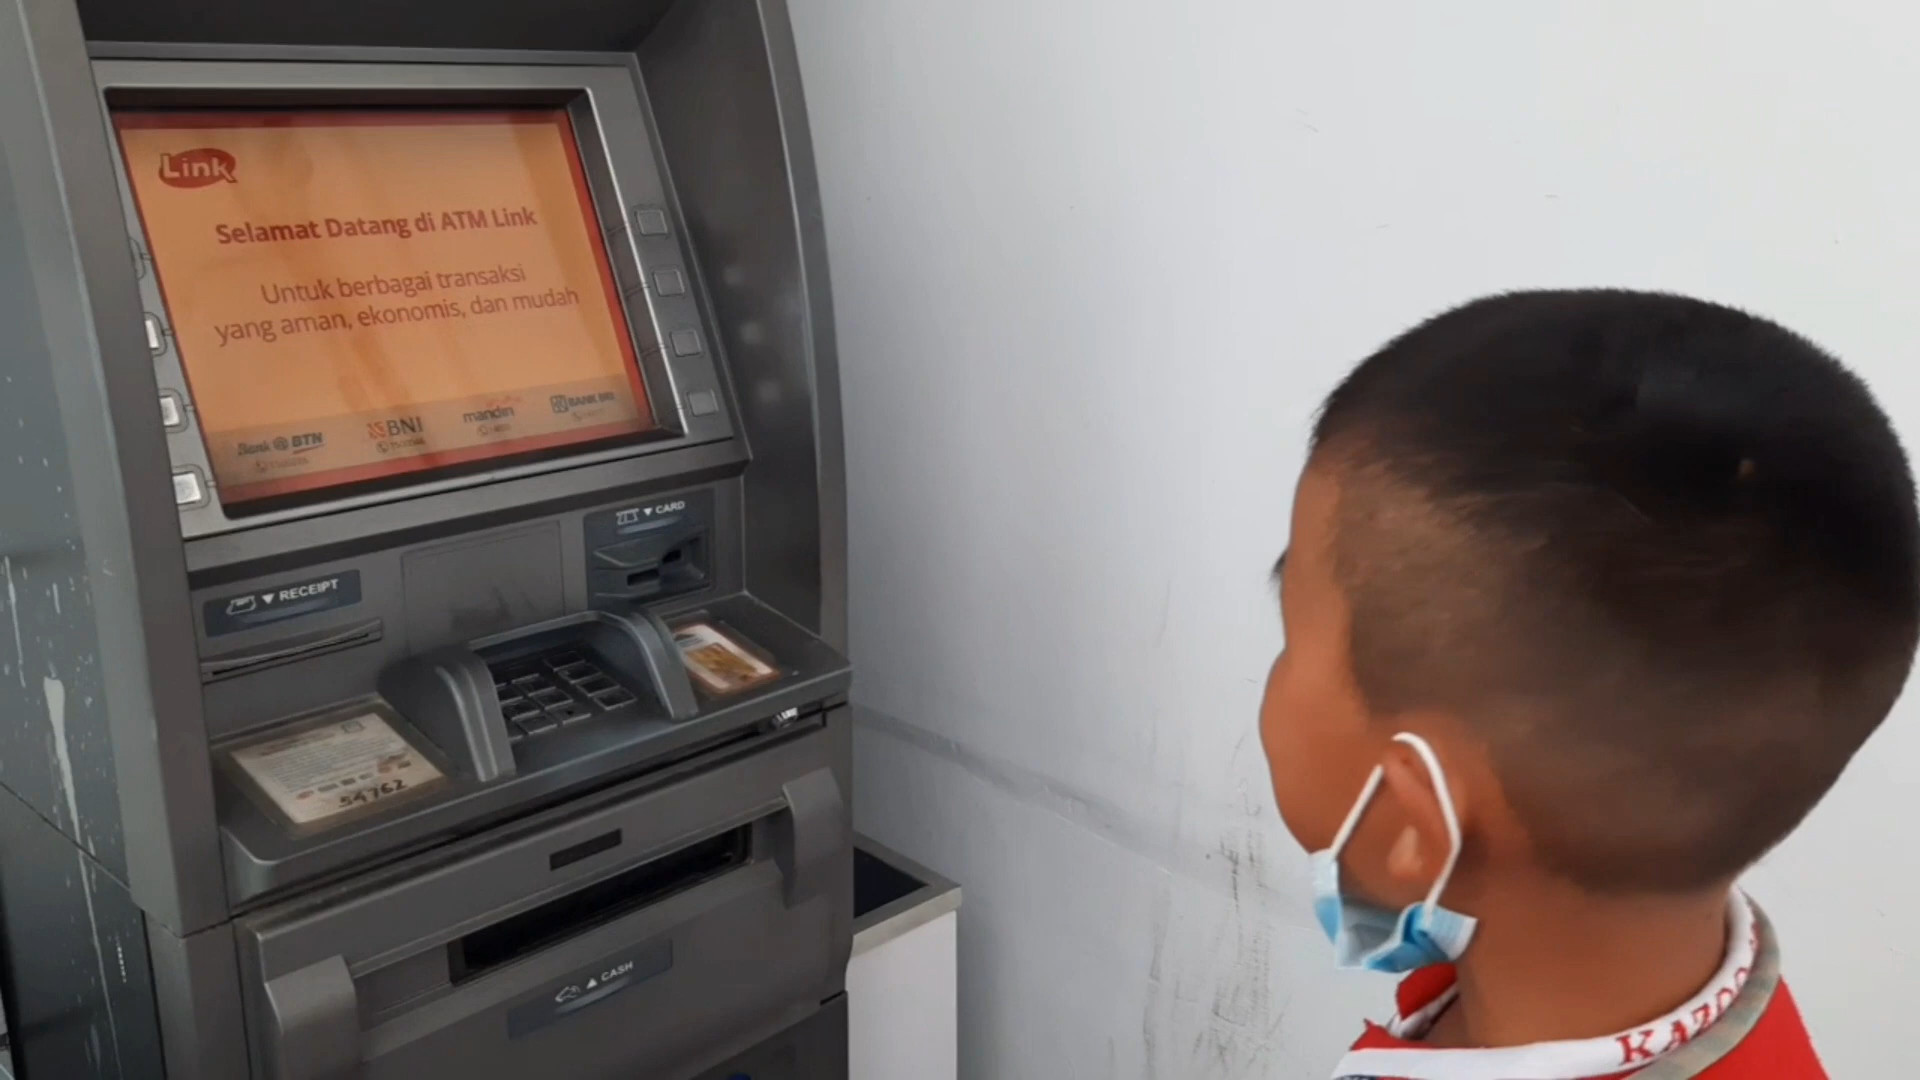 Link
Selamat Datang di ATM Link
Untuk berbagai transaksi
yang aman, ekonomis, dan mudah
Bank BTN
BNI
mandiri
BANK BRI
CARD
RECEIPT
54762
CASH